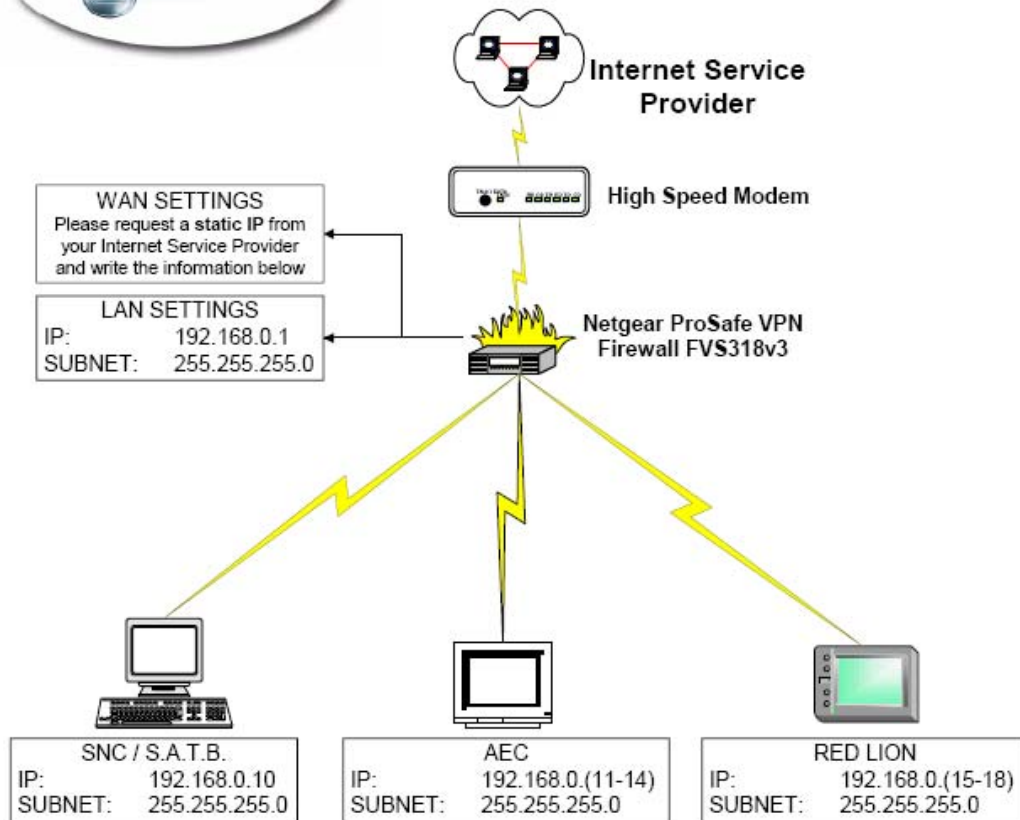 Internet Service
Provider
High Speed Modem
WAN SETTINGS
Please request a static IP from
your Internet Service Provider
and write the information below
LAN SETTINGS
IP: 192.168.0.1
SUBNET: 255.255.255.0
Netgear ProSafe VPN
Firewall FVS318v3
SNC / S.A.T.B.
IP: 192.168.0.10
SUBNET: 255.255.255.0
AEC
IP: 192.168.0.(11-14)
SUBNET: 255.255.255.0
RED LION
IP: 192.168.0.(15-18)
SUBNET: 255.255.255.0